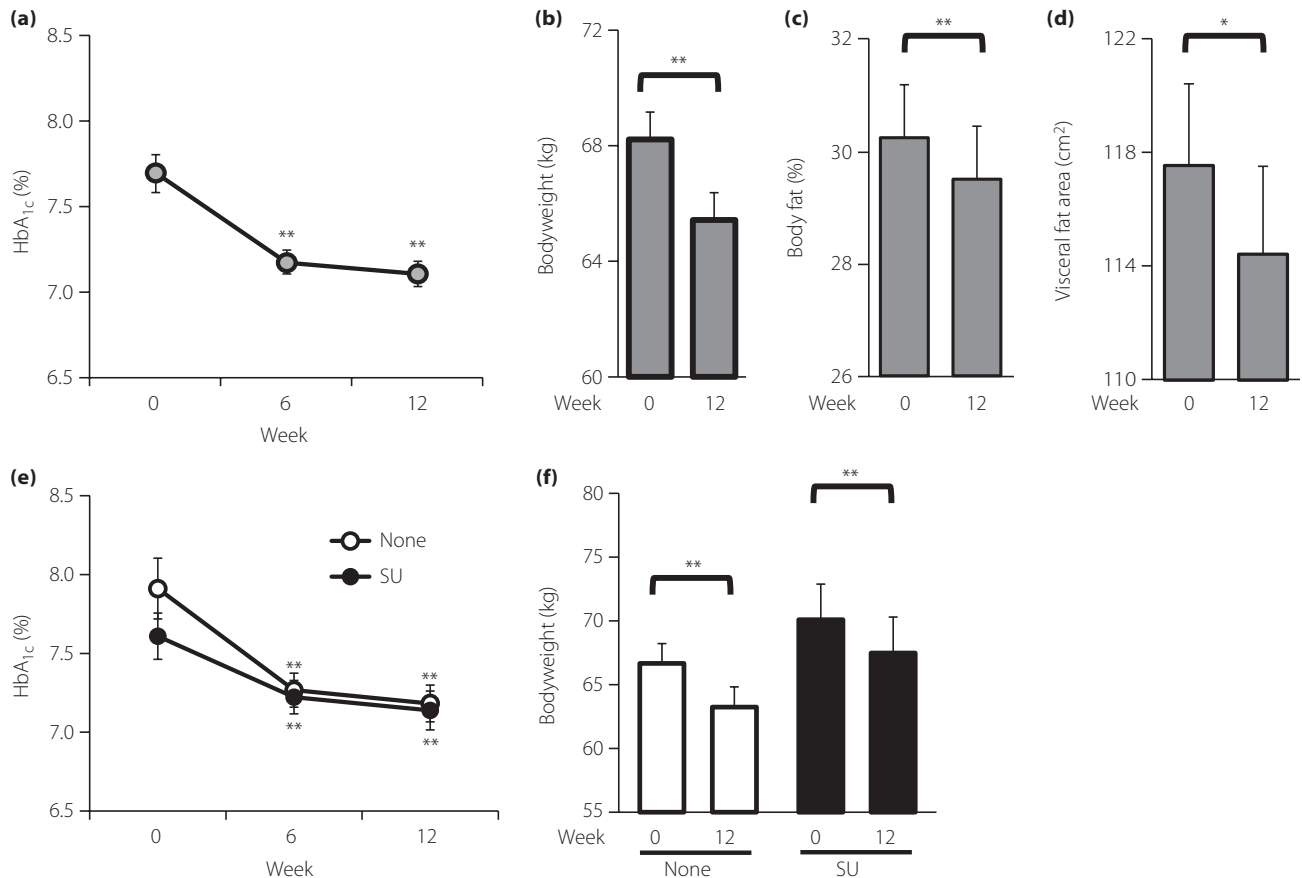 (a)
8.5
8.0
7.5
7.0
6.5
HbA1c (%)
**
**
0 6 12
Week
(b)
72
68
64
60
Bodyweight (kg)
**
Week 0 12
(c)
32
30
28
26
Body fat (%)
**
Week 0 12
(d)
122
118
114
110
Visceral fat area (cm²)
*
Week 0 12
(e)
8.5
8.0
7.5
7.0
6.5
HbA1c (%)
None
SU
**
**
**
**
0 6 12
Week
(f)
80
75
70
65
60
55
Bodyweight (kg)
**
**
Week 0 12 0 12
None SU